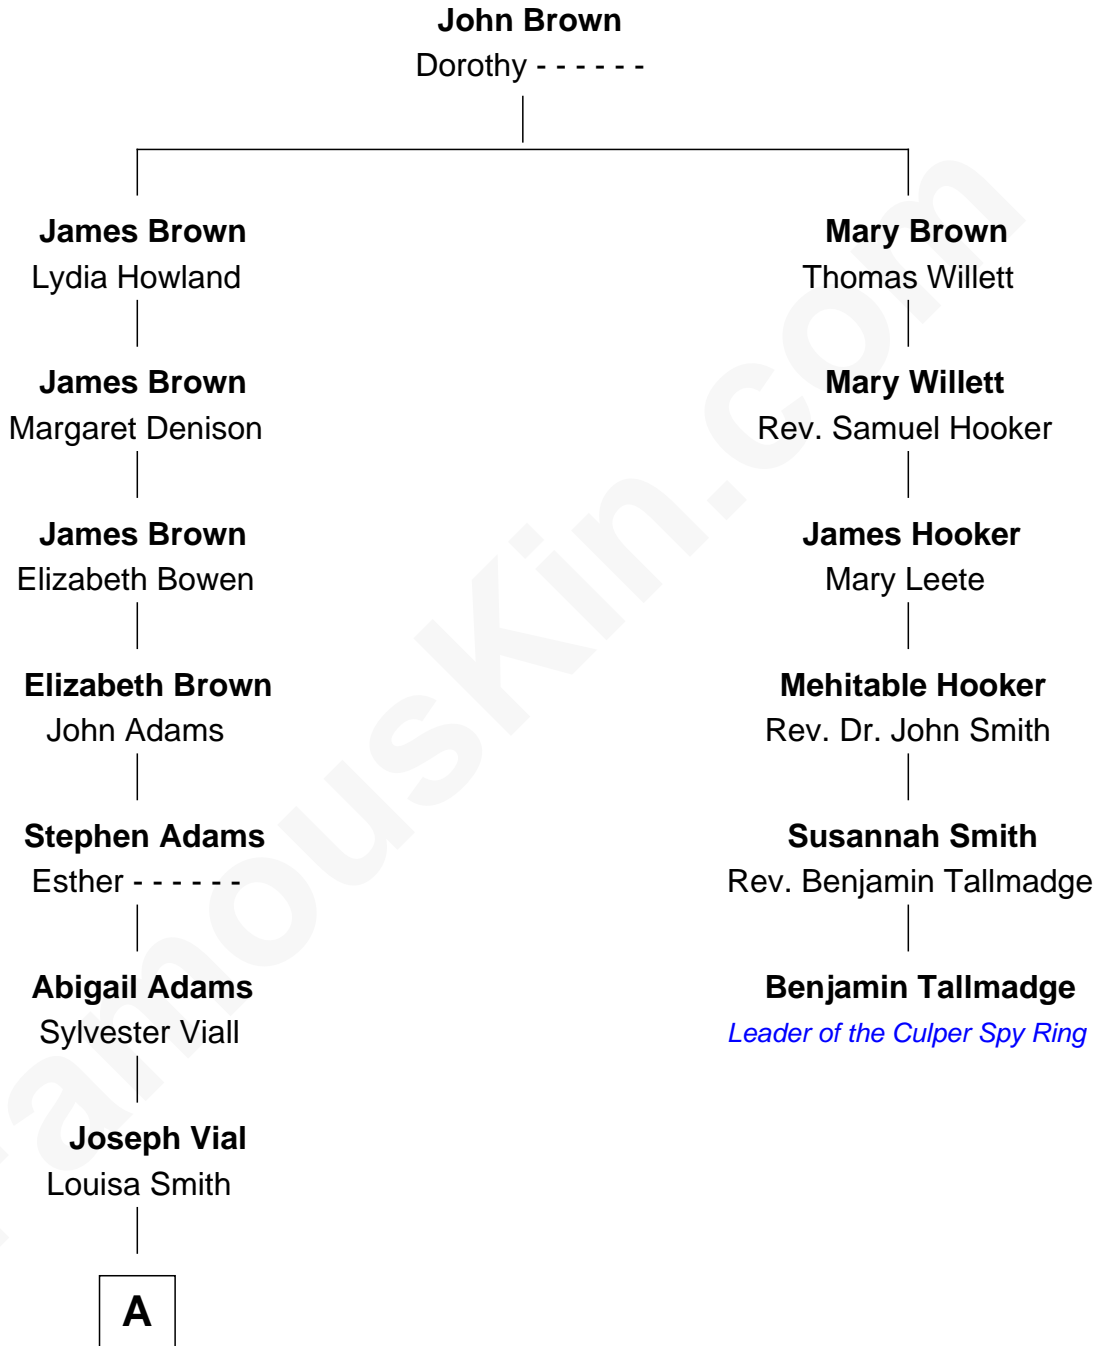 John Brown
Dorothy - - - - - -
James Brown
Lydia Howland
Mary Brown
Thomas Willett
James Brown
Margaret Denison
Mary Willett
Rev. Samuel Hooker
James Brown
Elizabeth Bowen
James Hooker
Mary Leete
Elizabeth Brown
John Adams
Mehitable Hooker
Rev. Dr. John Smith
Stephen Adams
Esther - - - - - -
Susannah Smith
Rev. Benjamin Tallmadge
Abigail Adams
Sylvester Viall
Benjamin Tallmadge
Leader of the Culper Spy Ring
Joseph Vial
Louisa Smith
A
FamousKin.com